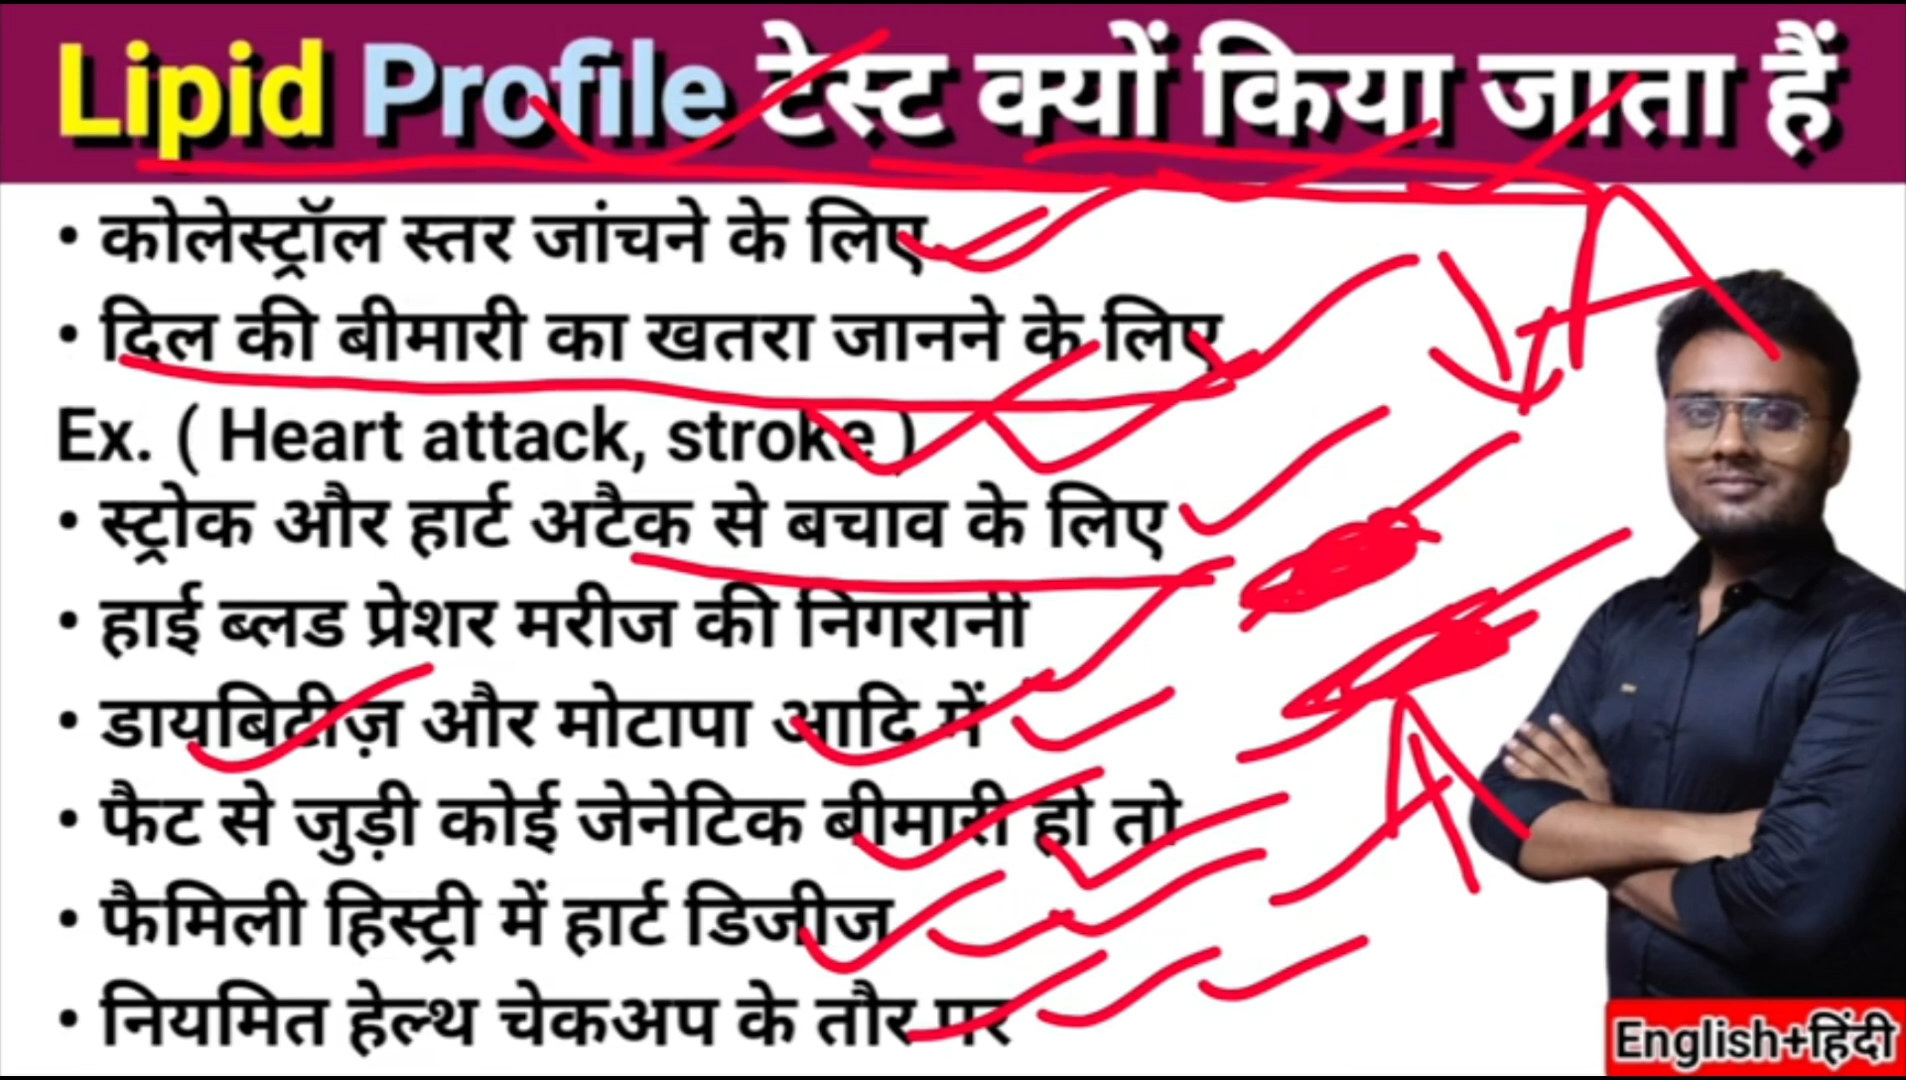 Lipid Profile टेस्ट क्यों किया जाता हैं
• कोलेस्ट्रॉल स्तर जांचने के लिए
• दिल की बीमारी का खतरा जानने के लिए
Ex. ( Heart attack, stroke )
• स्ट्रोक और हार्ट अटैक से बचाव के लिए
• हाई ब्लड प्रेशर मरीज की निगरानी
• डायबिटीज़ और मोटापा आदि में
• फैट से जुड़ी कोई जेनेटिक बीमारी हो तो
• फैमिली हिस्ट्री में हार्ट डिजीज
• नियमित हेल्थ चेकअप के तौर पर
English+हिंदी